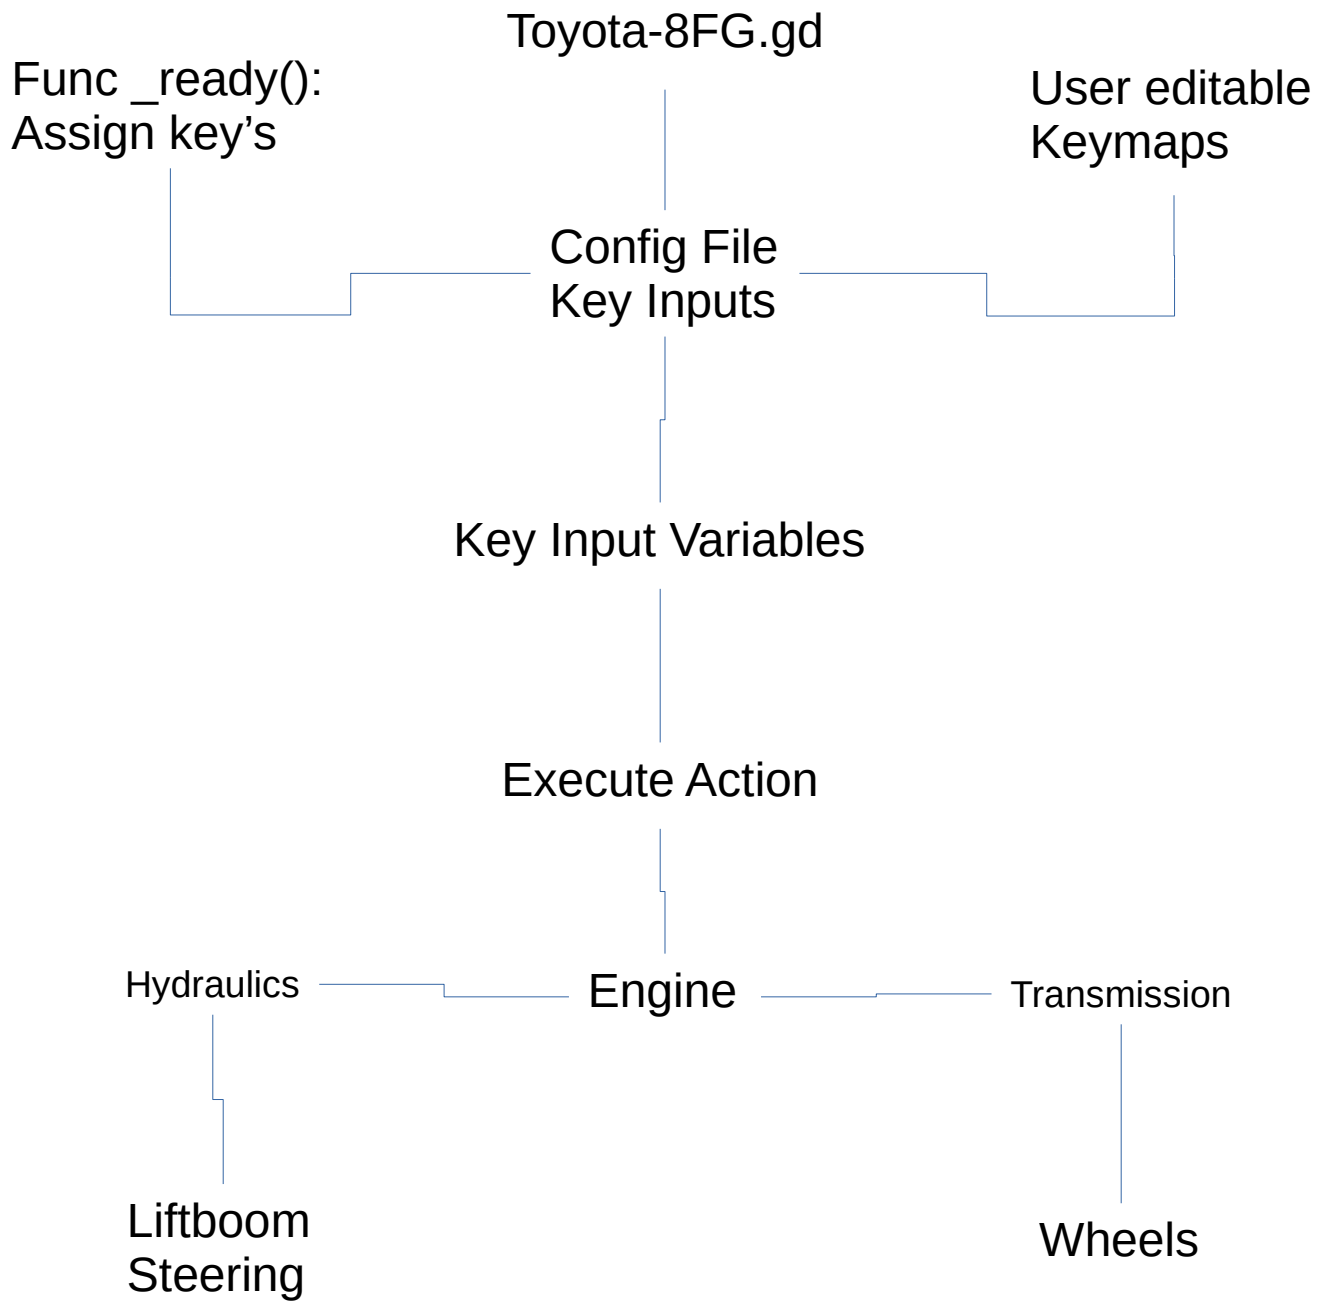 Toyota-8FG.gd
Func _ready():
Assign key’s
User editable
Keymaps
Config File
Key Inputs
Key Input Variables
Execute Action
Hydraulics
Engine
Transmission
Liftboom
Steering
Wheels